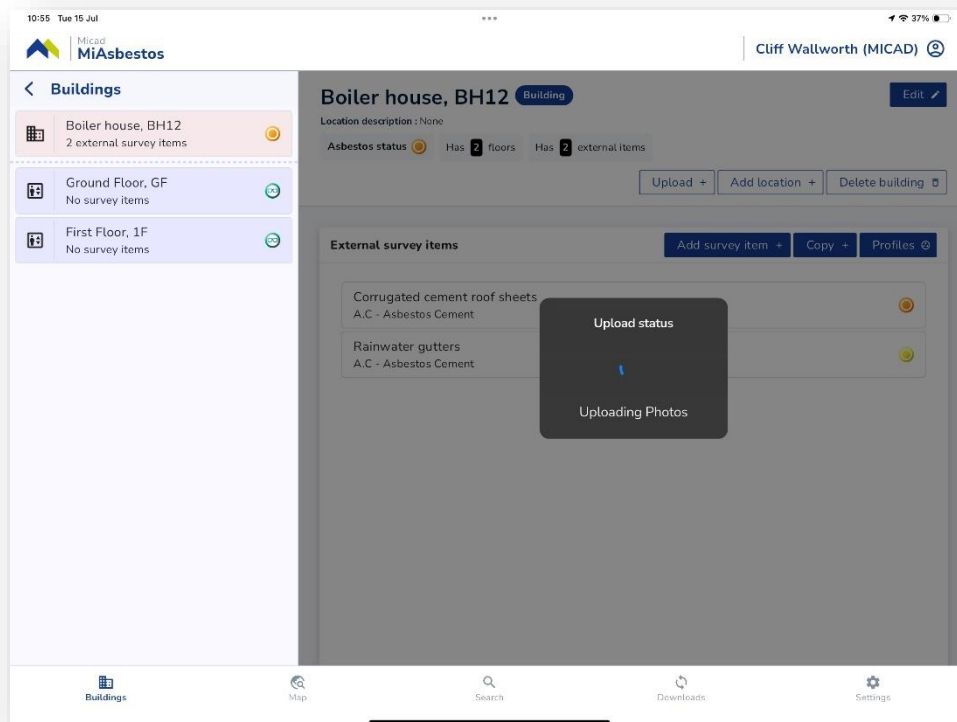 10:55 Tue 15 Jul
37%
Micad
MiAsbestos
Cliff Wallworth (MICAD)
Buildings
Boiler house, BH12
2 external survey items
Ground Floor, GF
No survey items
First Floor, 1F
No survey items
Boiler house, BH12 Building
Edit
Location description : None
Asbestos status Has 2 floors Has 2 external items
Upload + Add location + Delete building
External survey items
Add survey item + Copy + Profiles
Corrugated cement roof sheets
A.C - Asbestos Cement
Rainwater gutters
A.C - Asbestos Cement
Upload status
Uploading Photos
Buildings Map Search Downloads Settings